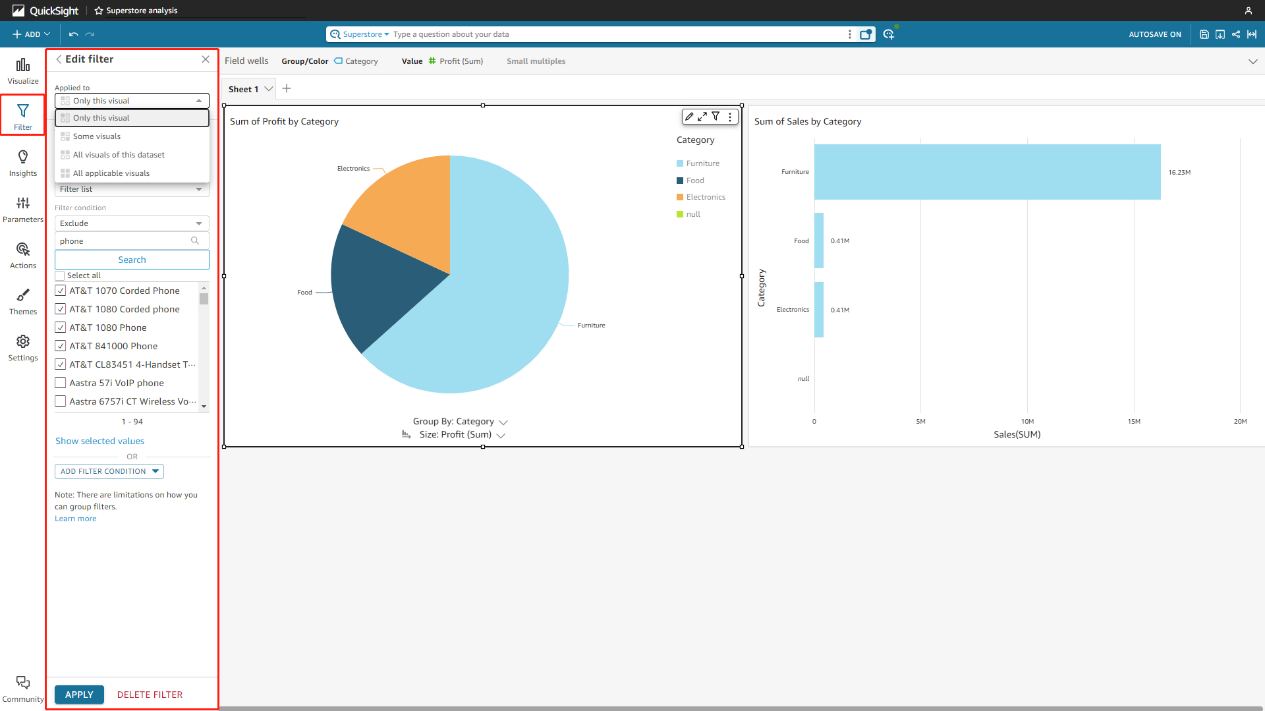 QuickSight
Superstore analysis
ADD
Superstore
Type a question about your data
AUTOSAVE ON
Visualize
Filter
Insights
Parameters
Actions
Themes
Settings
Community
Edit filter
Applied to
Only this visual
Only this visual
Some visuals
All visuals of this dataset
All applicable visuals
Filter list
Filter condition
Exclude
phone
Search
Select all
AT&T 1070 Corded Phone
AT&T 1080 Corded phone
AT&T 1080 Phone
AT&T 841000 Phone
AT&T CL83451 4-Handset T···
Aastra 57i VoIP phone
Aastra 6757i CT Wireless Vo···
1 - 94
Show selected values
OR
ADD FILTER CONDITION
Note: There are limitations on how you
can group filters.
Learn more
APPLY
DELETE FILTER
Field wells
Group/Color
Category
Value
# Profit (Sum)
Small multiples
Sheet 1
Sum of Profit by Category
Category
Furniture
Food
Electronics
null
Electronics
Food
Furniture
Group By: Category
Size: Profit (Sum)
Sum of Sales by Category
Category
Furniture
16.23M
Food
0.41M
Electronics
0.41M
null
0
5M
10M
15M
20M
Sales(SUM)